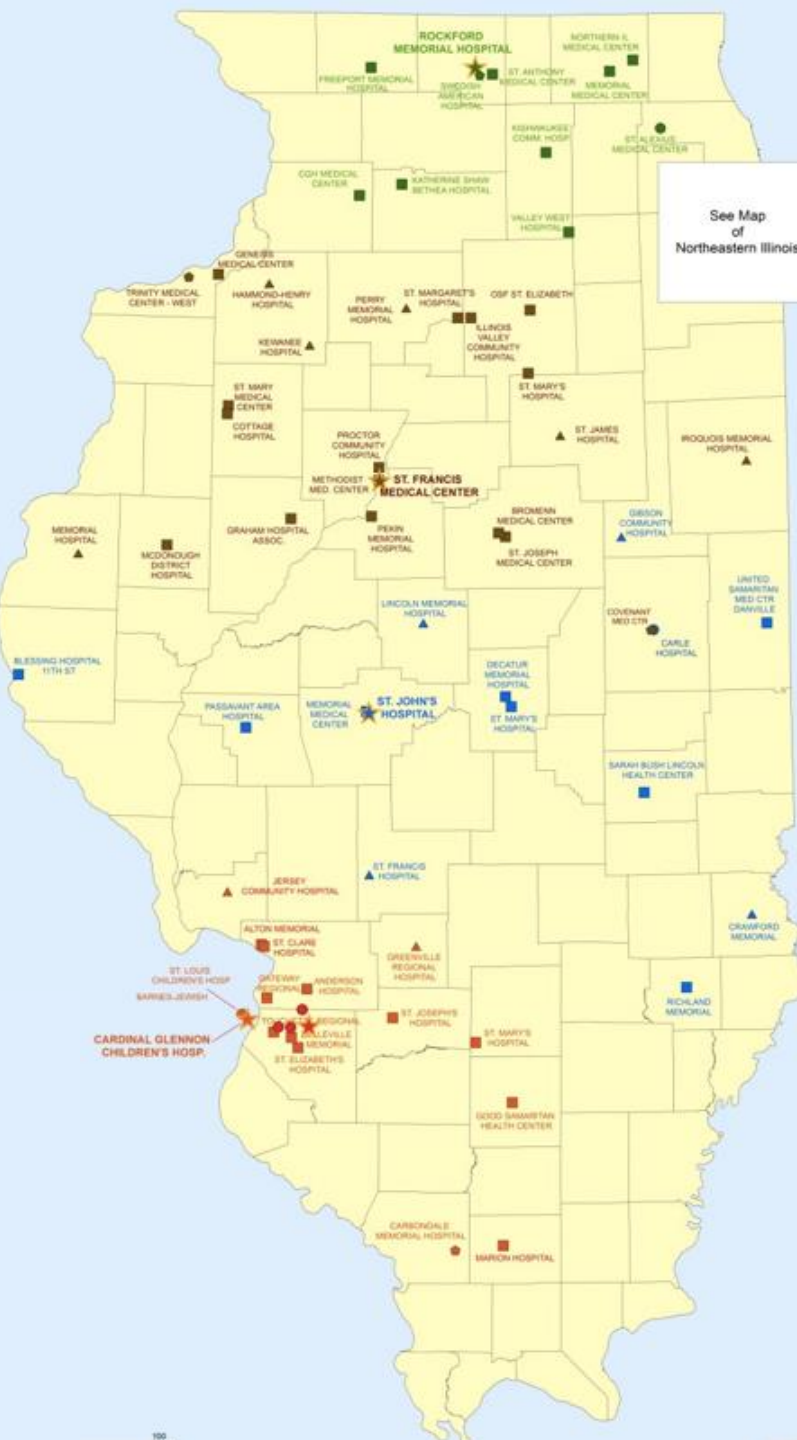 ROCKFORD
MEMORIAL HOSPITAL
NORTHERN IL
MEDICAL CENTER
FREEPORT MEMORIAL
HOSPITAL
SWEDISH
AMERICAN
HOSPITAL
ST. ANTHONY
MEDICAL CENTER
MEMORIAL
MEDICAL CENTER
KISHWAUKEE
COMM. HOSP
ST. ALEXIUS
MEDICAL CENTER
CGH MEDICAL
CENTER
KATHERINE SHAW
BETHEA HOSPITAL
See Map
of
Northeastern Illinois
VALLEY WEST
HOSPITAL
GENESIS
MEDICAL CENTER
TRINITY MEDICAL
CENTER - WEST
HAMMOND-HENRY
HOSPITAL
PERRY
MEMORIAL
HOSPITAL
ST. MARGARET'S
HOSPITAL
OSF ST. ELIZABETH
ILLINOIS
VALLEY
COMMUNITY
HOSPITAL
KEWANEE
HOSPITAL
ST. MARY
MEDICAL
CENTER
COTTAGE
HOSPITAL
ST. MARY'S
HOSPITAL
PROCTOR
COMMUNITY
HOSPITAL
ST. JAMES
HOSPITAL
IROQUOIS MEMORIAL
HOSPITAL
METHODIST
MED. CENTER
ST. FRANCIS
MEDICAL CENTER
MEMORIAL
HOSPITAL
MCDONOUGH
DISTRICT
HOSPITAL
GRAHAM HOSPITAL
ASSOC.
PEKIN
MEMORIAL
HOSPITAL
BROMENN
MEDICAL CENTER
ST. JOSEPH
MEDICAL CENTER
GIBSON
COMMUNITY
HOSPITAL
UNITED
SAMARITAN
MED CTR
DANVILLE
LINCOLN MEMORIAL
HOSPITAL
COVENANT
MED CTR
CARLE
HOSPITAL
BLESSING HOSPITAL
11TH ST
PASSAVANT AREA
HOSPITAL
MEMORIAL
MEDICAL
CENTER
ST. JOHN'S
HOSPITAL
DECATUR
MEMORIAL
HOSPITAL
ST. MARY'S
HOSPITAL
SARAH BUSH LINCOLN
HEALTH CENTER
ST. FRANCIS
HOSPITAL
JERSEY
COMMUNITY HOSPITAL
CRAWFORD
MEMORIAL
ALTON MEMORIAL
ST. CLARE
HOSPITAL
GREENVILLE
REGIONAL
HOSPITAL
ST. LOUIS
CHILDREN'S HOSP
BARNES-JEWISH
GATEWAY
REGIONAL
ANDERSON
HOSPITAL
RICHLAND
MEMORIAL
CARDINAL GLENNON
CHILDREN'S HOSP.
REGIONAL
MEMORIAL
ST. ELIZABETH'S
HOSPITAL
ST. JOSEPH'S
HOSPITAL
ST. MARY'S
HOSPITAL
GOOD SAMARITAN
HEALTH CENTER
CARBONDALE
MEMORIAL HOSPITAL
MARION HOSPITAL
100